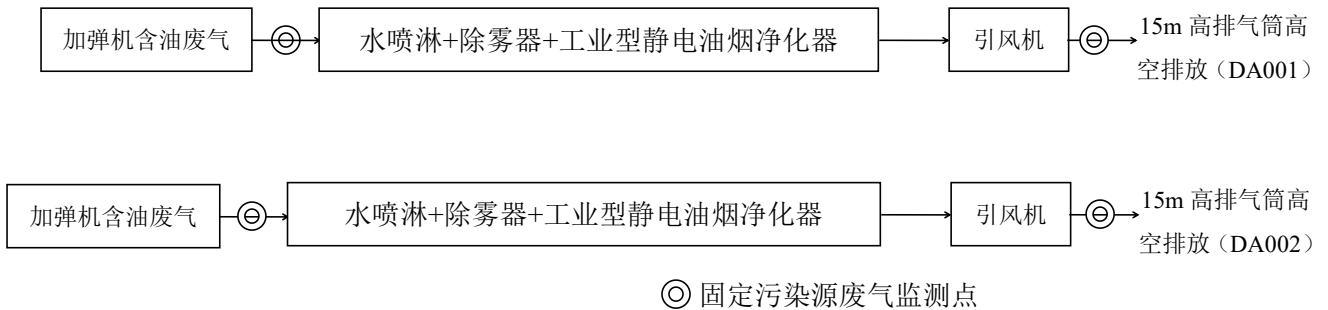 加弹机含油废气
水喷淋+除雾器+工业型静电油烟净化器
引风机
15m 高排气筒高
空排放（DA001）
加弹机含油废气
水喷淋+除雾器+工业型静电油烟净化器
引风机
15m 高排气筒高
空排放（DA002）
固定污染源废气监测点